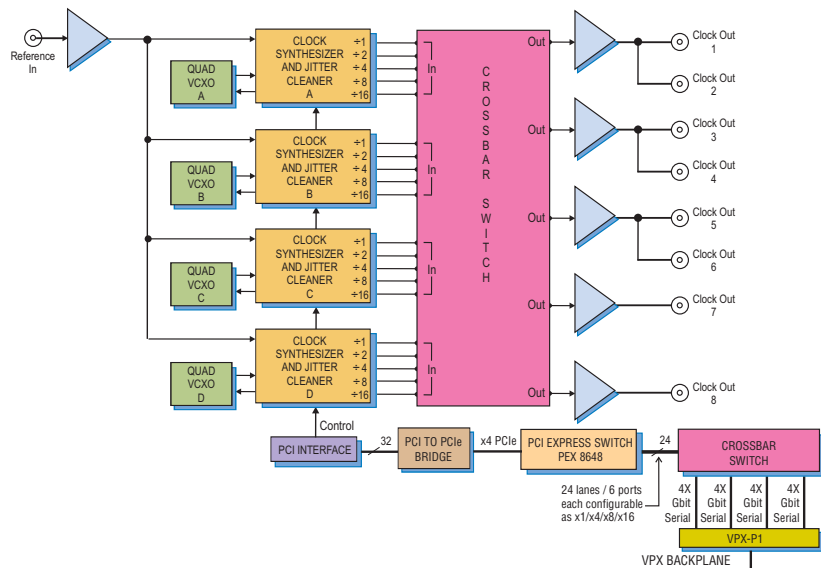 Reference
In
CLOCK
SYNTHESIZER
AND JITTER
CLEANER
A
÷1
÷2
÷4
÷8
÷16
QUAD
VCXO
A
In
CLOCK
SYNTHESIZER
AND JITTER
CLEANER
B
÷1
÷2
÷4
÷8
÷16
QUAD
VCXO
B
In
CLOCK
SYNTHESIZER
AND JITTER
CLEANER
C
÷1
÷2
÷4
÷8
÷16
QUAD
VCXO
C
In
CLOCK
SYNTHESIZER
AND JITTER
CLEANER
D
÷1
÷2
÷4
÷8
÷16
QUAD
VCXO
D
In
CROSSBAR SWITCH
Out
Out
Out
Out
Out
Clock Out
1
Clock Out
2
Clock Out
3
Clock Out
4
Clock Out
5
Clock Out
6
Clock Out
7
Clock Out
8
Control
PCI INTERFACE
32
PCI TO PCIe
BRIDGE
x4 PCIe
PCI EXPRESS SWITCH
PEX 8648
24
CROSSBAR
SWITCH
24 lanes / 6 ports
each configurable
as x1/x4/x8/x16
4X
Gbit
Serial
4X
Gbit
Serial
4X
Gbit
Serial
4X
Gbit
Serial
VPX-P1
VPX BACKPLANE